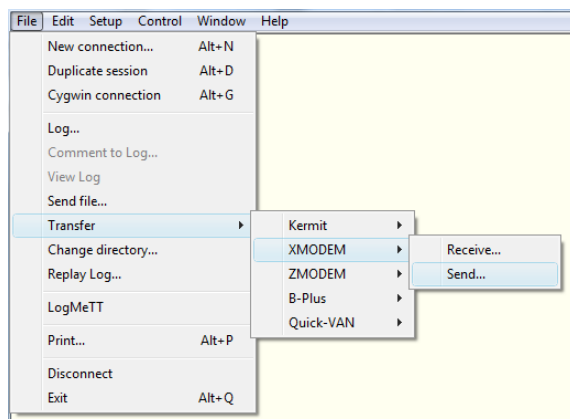 File Edit Setup Control Window Help
New connection... Alt+N
Duplicate session Alt+D
Cygwin connection Alt+G
Log...
Comment to Log...
View Log
Send file...
Transfer
Change directory...
Replay Log...
LogMeTT
Print... Alt+P
Disconnect
Exit Alt+Q
Kermit
XMODEM
ZMODEM
B-Plus
Quick-VAN
Receive...
Send...